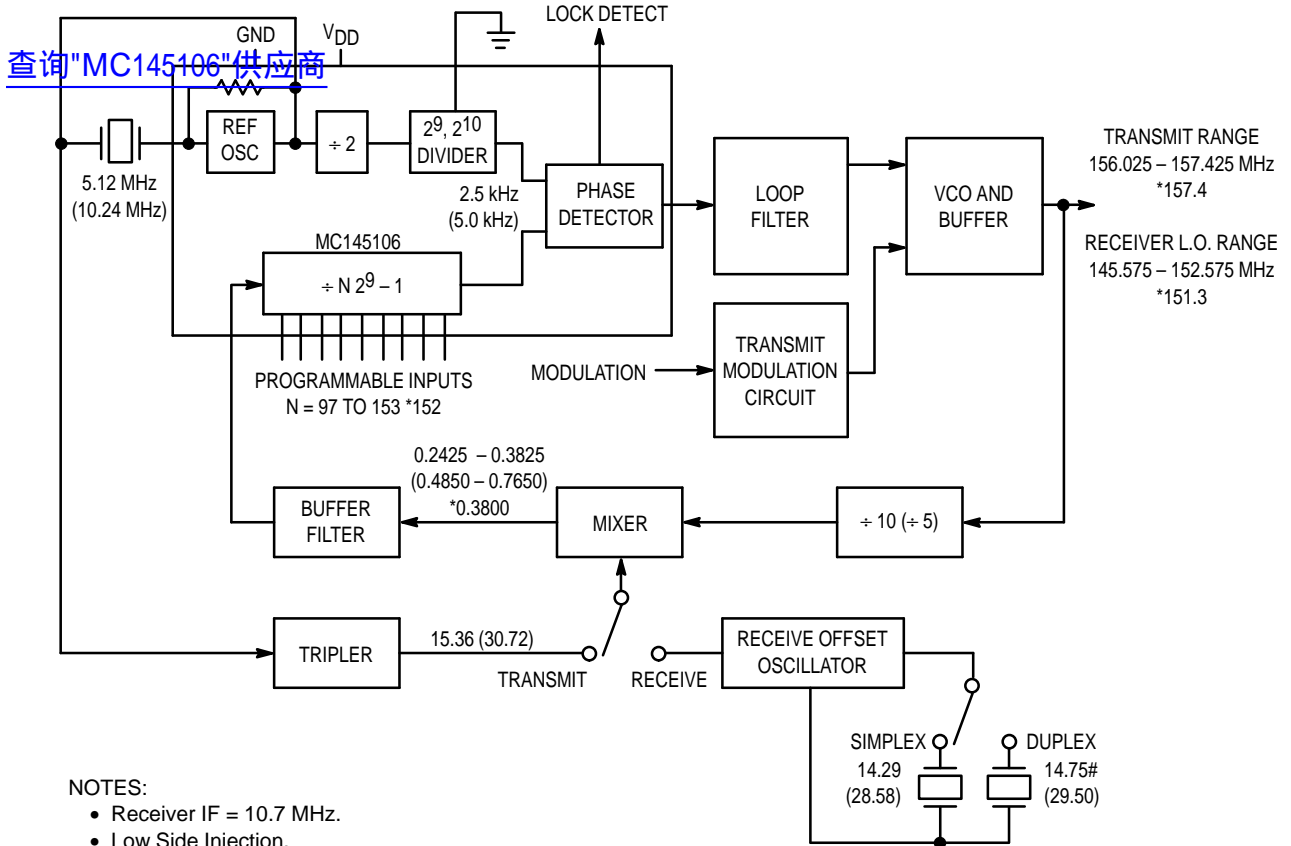 LOCK DETECT
GND
VDD
查询"MC145106"供应商
REF
OSC
÷ 2
2⁹, 2¹⁰
DIVIDER
5.12 MHz
(10.24 MHz)
2.5 kHz
(5.0 kHz)
PHASE
DETECTOR
LOOP
FILTER
VCO AND
BUFFER
TRANSMIT RANGE
156.025 – 157.425 MHz
*157.4
RECEIVER L.O. RANGE
145.575 – 152.575 MHz
*151.3
MC145106
÷ N 2⁹ – 1
PROGRAMMABLE INPUTS
N = 97 TO 153 *152
MODULATION
TRANSMIT
MODULATION
CIRCUIT
0.2425 – 0.3825
(0.4850 – 0.7650)
*0.3800
BUFFER
FILTER
MIXER
÷ 10 (÷ 5)
TRIPLER
15.36 (30.72)
TRANSMIT
RECEIVE
RECEIVE OFFSET
OSCILLATOR
SIMPLEX
14.29
(28.58)
DUPLEX
14.75#
(29.50)
NOTES:
• Receiver IF = 10.7 MHz.
• Low Side Injection.